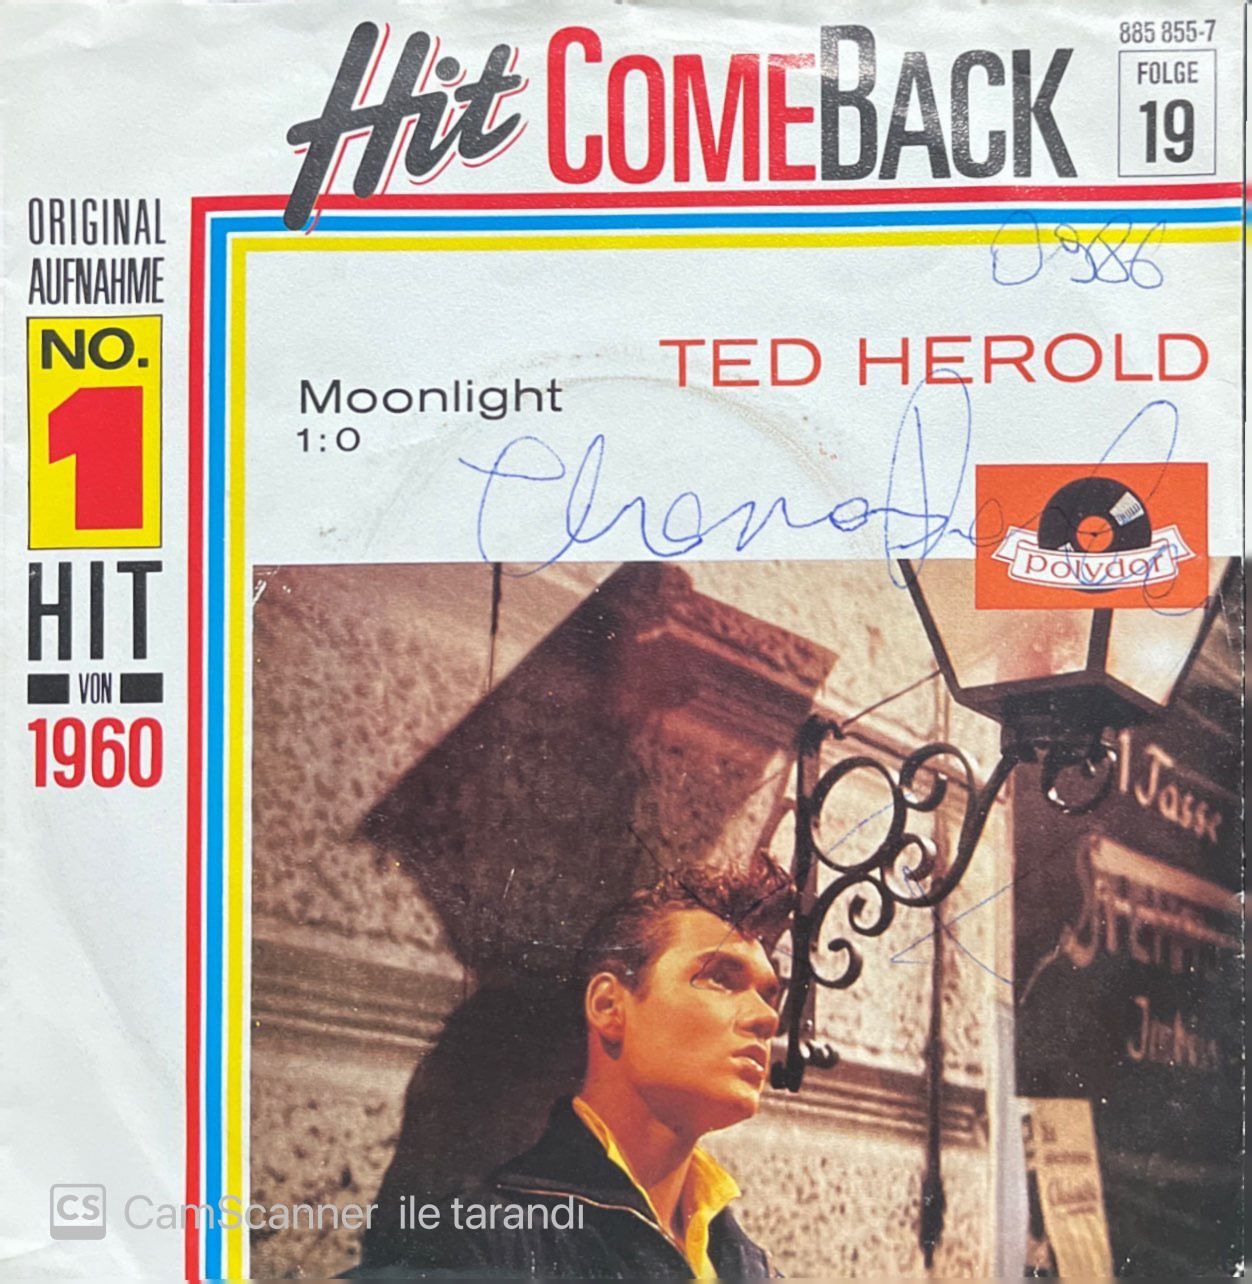 Hit COMEBACK
885 855-7
FOLGE
19
ORIGINAL
AUFNAHME
NO.
1
HIT
VON
1960
0986
TED HEROLD
Moonlight
1:0
polydor
CS CamScanner ile tarandı